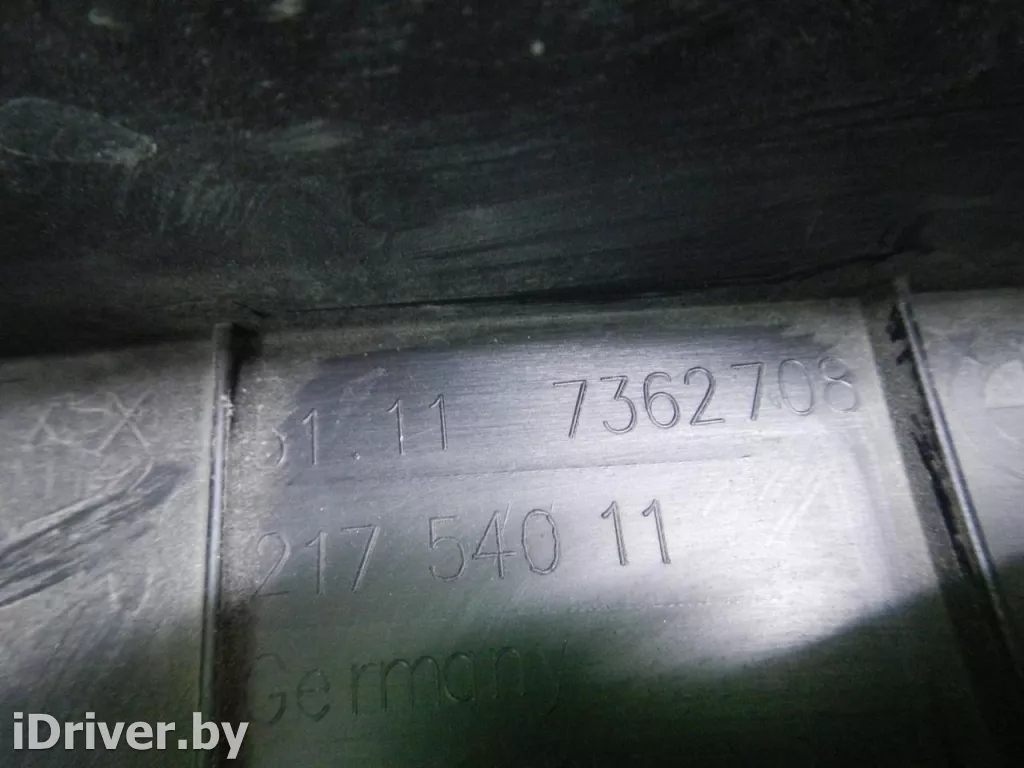 51.11 7362708
217 540 11
Germany
iDriver.by